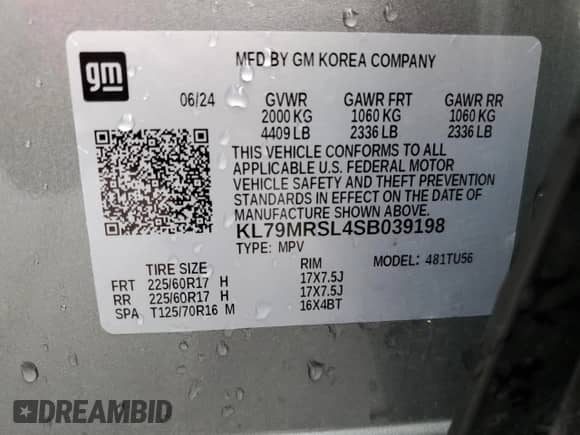 gm
MFD BY GM KOREA COMPANY
06/24 GVWR GAWR FRT GAWR RR
2000 KG 1060 KG 1060 KG
4409 LB 2336 LB 2336 LB
THIS VEHICLE CONFORMS TO ALL
APPLICABLE U.S. FEDERAL MOTOR
VEHICLE SAFETY AND THEFT PREVENTION
STANDARDS IN EFFECT ON THE DATE OF
MANUFACTURE SHOWN ABOVE.
KL79MRSL4SB039198
TYPE: MPV MODEL: 481TU56
TIRE SIZE RIM
FRT 225/60R17 H 17X7.5J
RR 225/60R17 H 17X7.5J
SPA T125/70R16 M 16X4BT
DREAMBID